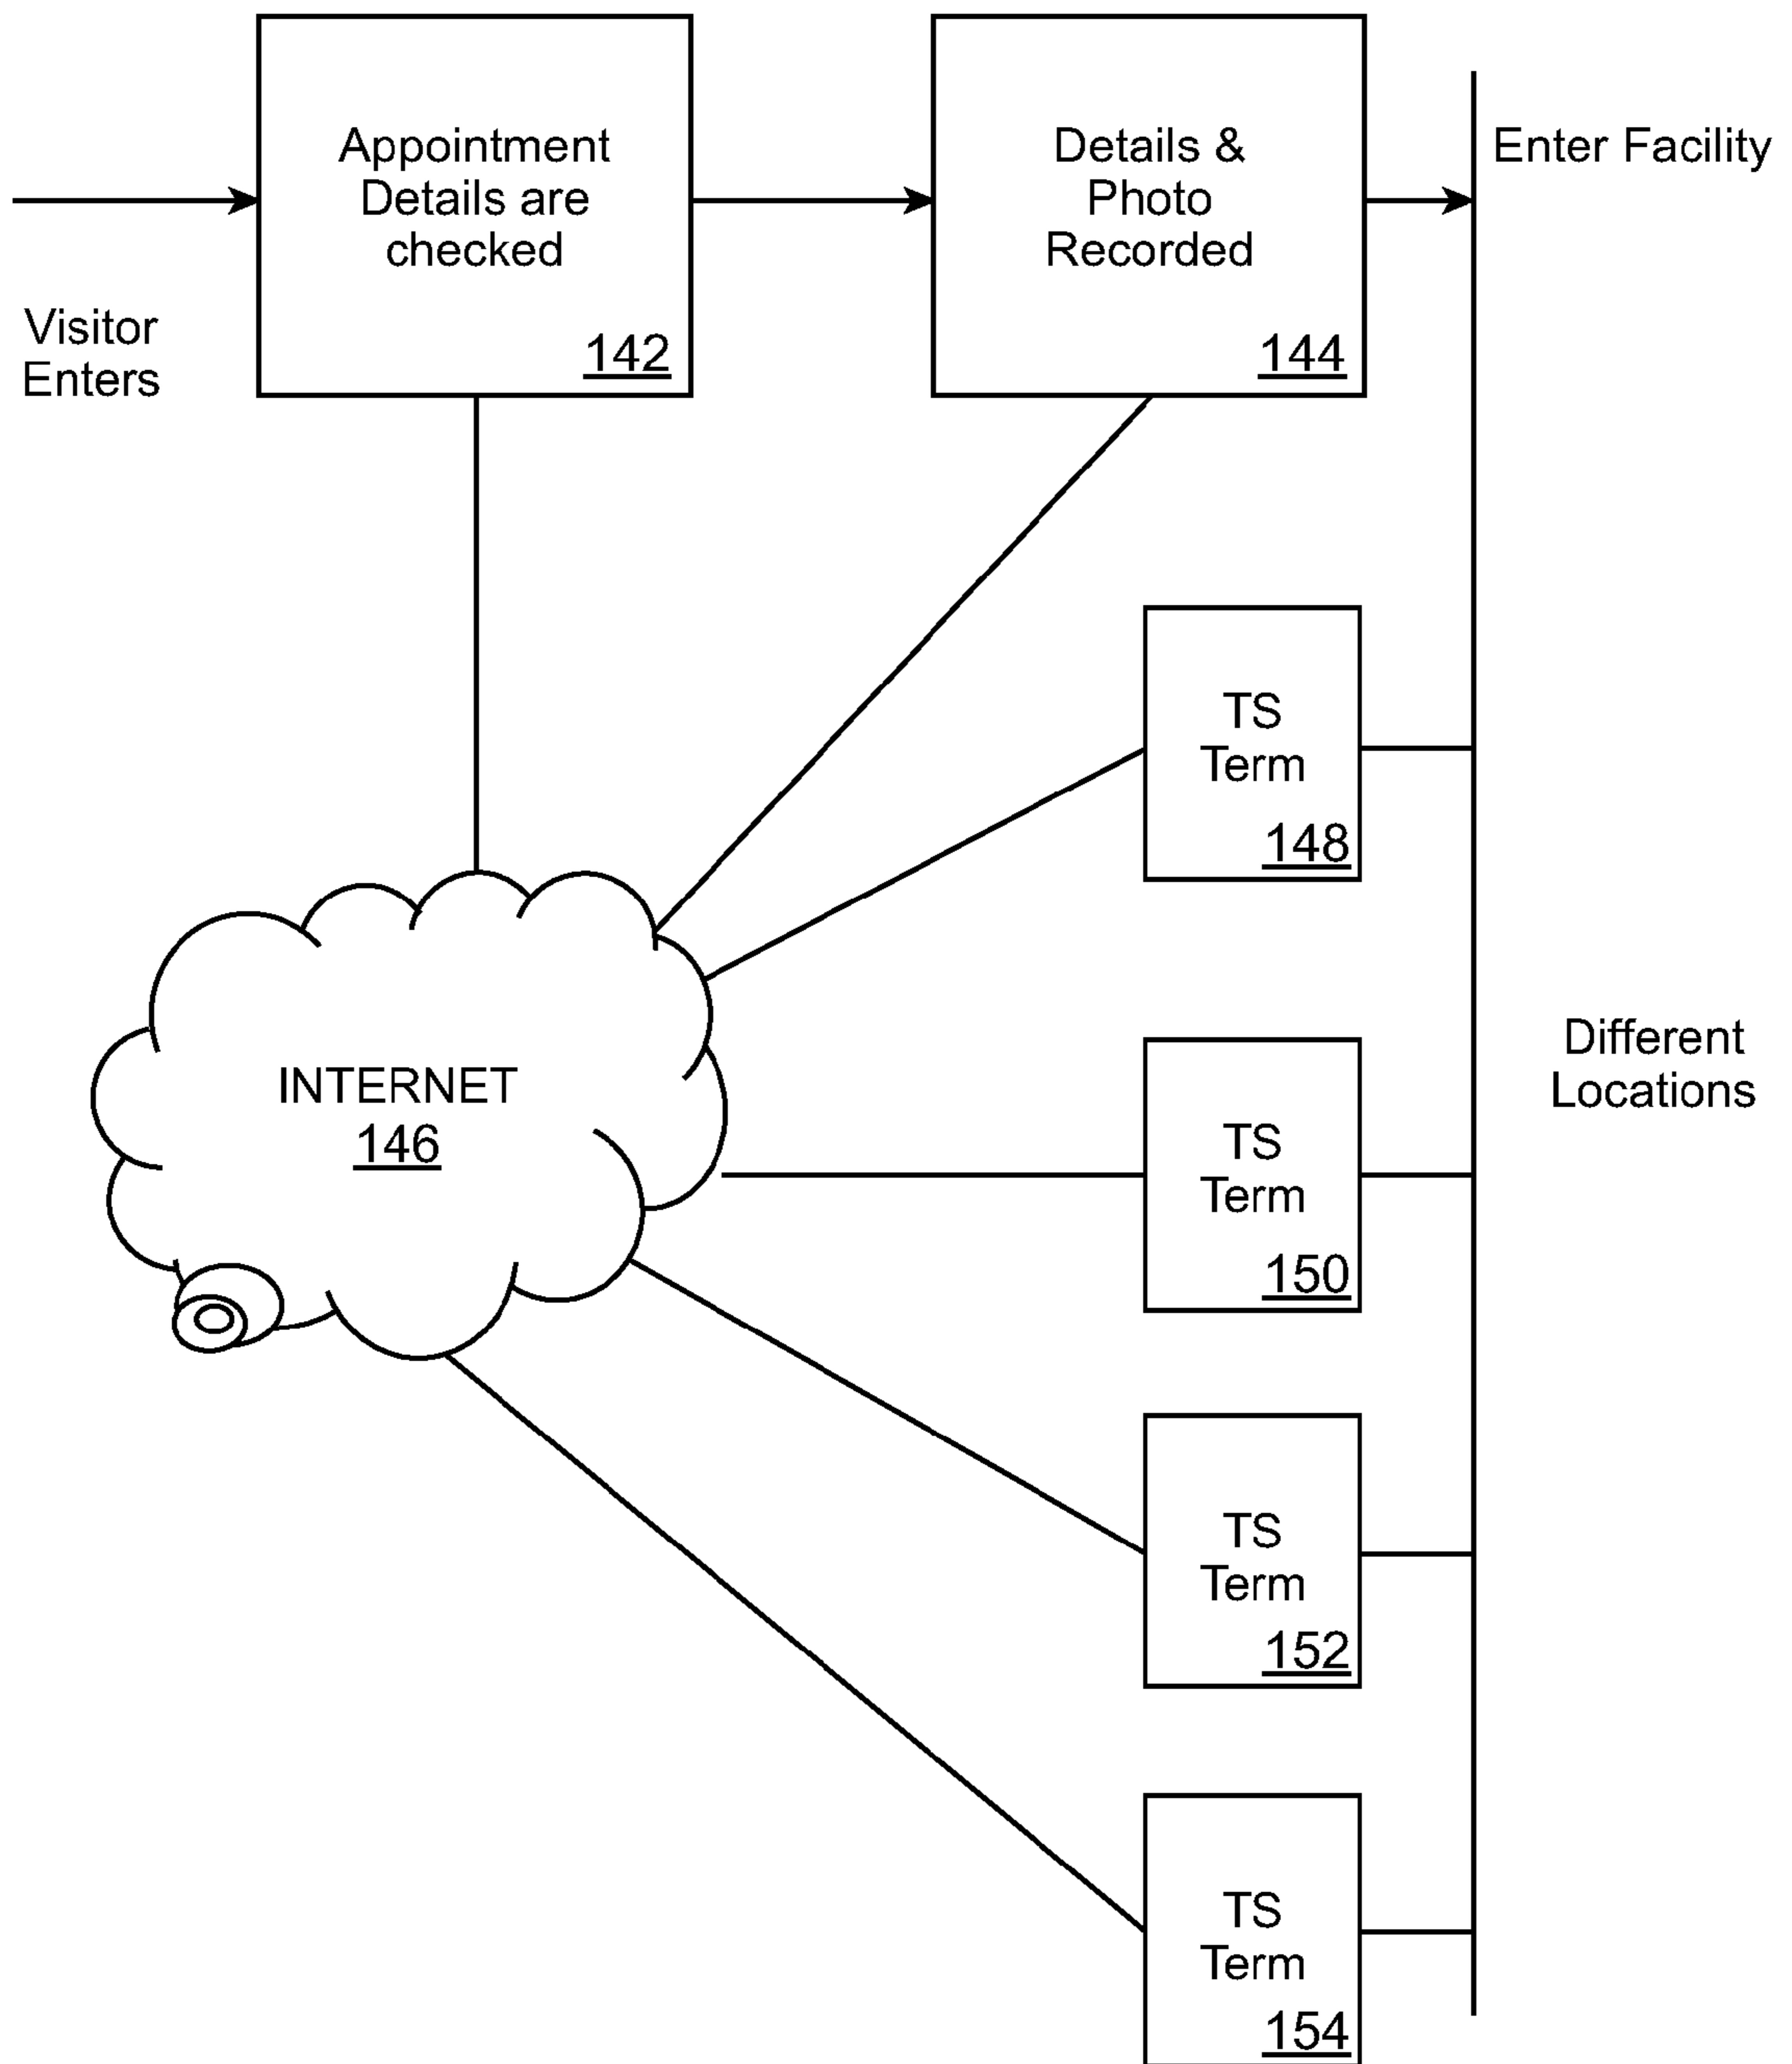 Visitor
Enters
Appointment
Details are
checked
142
Details &
Photo
Recorded
144
Enter Facility
TS
Term
148
INTERNET
146
TS
Term
150
Different
Locations
TS
Term
152
TS
Term
154